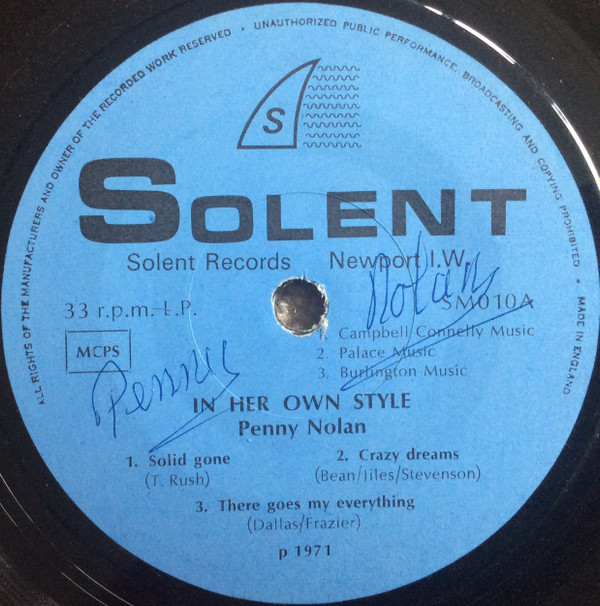 ALL RIGHTS OF THE MANUFACTURERS AND OWNER OF THE RECORDED WORK RESERVED • UNAUTHORIZED PUBLIC PERFORMANCE, BROADCASTING AND COPYING PROHIBITED • MADE IN ENGLAND
S
SOLENT
Solent Records Newport I.W.
33 r.p.m. L.P. SM010A
MCPS
1. Campbell Connelly Music
2. Palace Music
3. Burlington Music
Penny Nolan
IN HER OWN STYLE
Penny Nolan
1. Solid gone 2. Crazy dreams
(T. Rush) (Bean/Jiles/Stevenson)
3. There goes my everything
(Dallas/Frazier)
p 1971